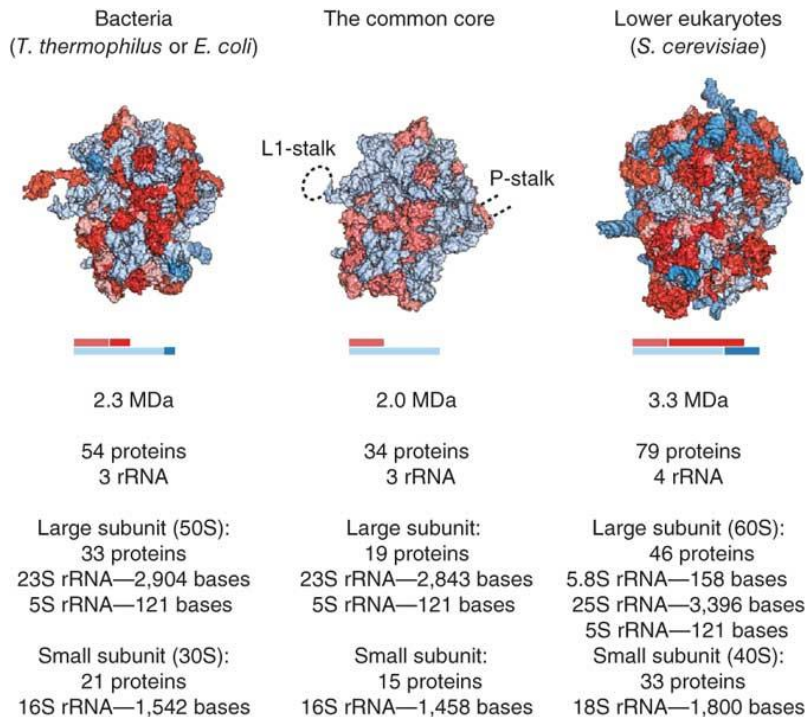 Bacteria
(T. thermophilus or E. coli)
The common core
Lower eukaryotes
(S. cerevisiae)
L1-stalk
P-stalk
2.3 MDa
54 proteins
3 rRNA
Large subunit (50S):
33 proteins
23S rRNA—2,904 bases
5S rRNA—121 bases
Small subunit (30S):
21 proteins
16S rRNA—1,542 bases
2.0 MDa
34 proteins
3 rRNA
Large subunit:
19 proteins
23S rRNA—2,843 bases
5S rRNA—121 bases
Small subunit:
15 proteins
16S rRNA—1,458 bases
3.3 MDa
79 proteins
4 rRNA
Large subunit (60S):
46 proteins
5.8S rRNA—158 bases
25S rRNA—3,396 bases
5S rRNA—121 bases
Small subunit (40S):
33 proteins
18S rRNA—1,800 bases